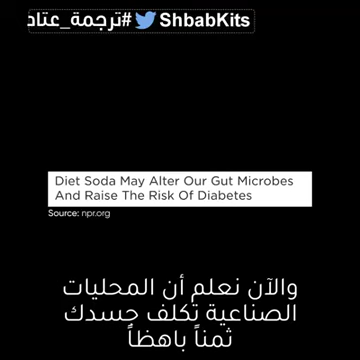 #ترجمة_عتاد ShbabKits
Diet Soda May Alter Our Gut Microbes
And Raise The Risk Of Diabetes
Source: npr.org
والآن نعلم أن المحليات
الصناعية تكلف جسدك
ثمناً باهظاً